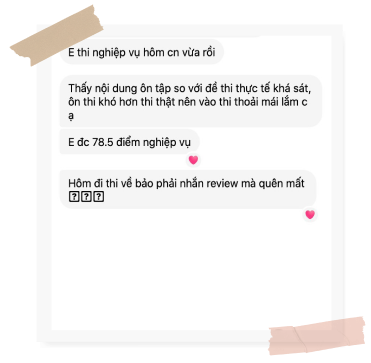 E thi nghiệp vụ hôm cn vừa rồi
Thấy nội dung ôn tập so với đề thi thực tế khá sát,
ôn thi khó hơn thi thật nên vào thi thoải mái lắm c
ạ
E đc 78.5 điểm nghiệp vụ
Hôm đi thi về bảo phải nhắn review mà quên mất